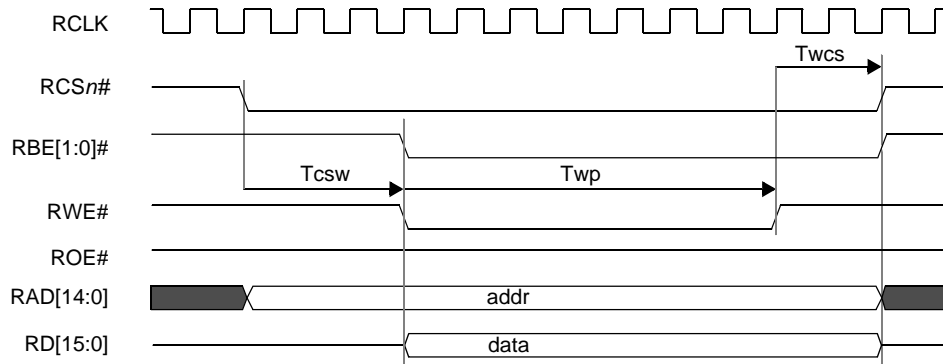 RCLK
Twcs
RCSn#
RBE[1:0]#
Tcsw Twp
RWE#
ROE#
RAD[14:0] addr
RD[15:0] data